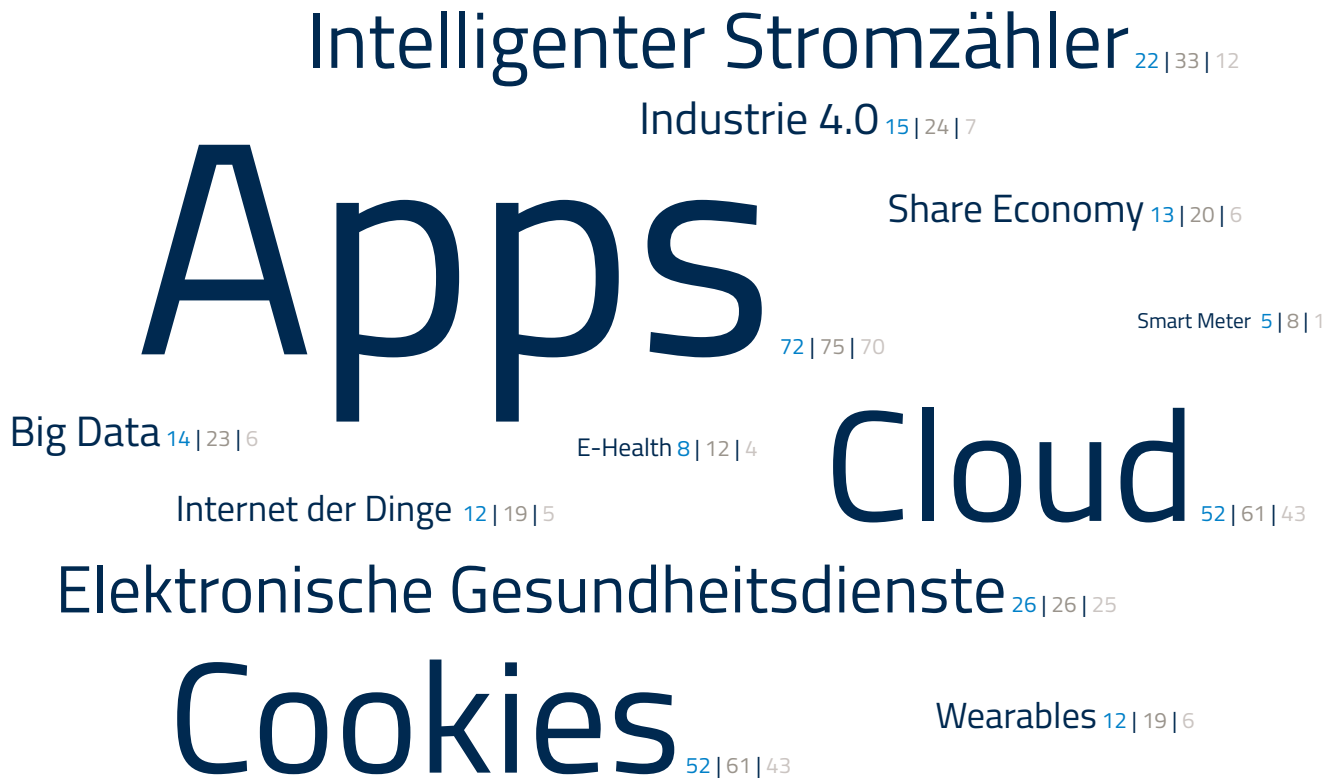 Intelligenter Stromzähler 22 | 33 | 12
Industrie 4.0 15 | 24 | 7
Apps 72 | 75 | 70
Share Economy 13 | 20 | 6
Smart Meter 5 | 8 | 1
Big Data 14 | 23 | 6
E-Health 8 | 12 | 4
Cloud 52 | 61 | 43
Internet der Dinge 12 | 19 | 5
Elektronische Gesundheitsdienste 26 | 26 | 25
Cookies 52 | 61 | 43
Wearables 12 | 19 | 6